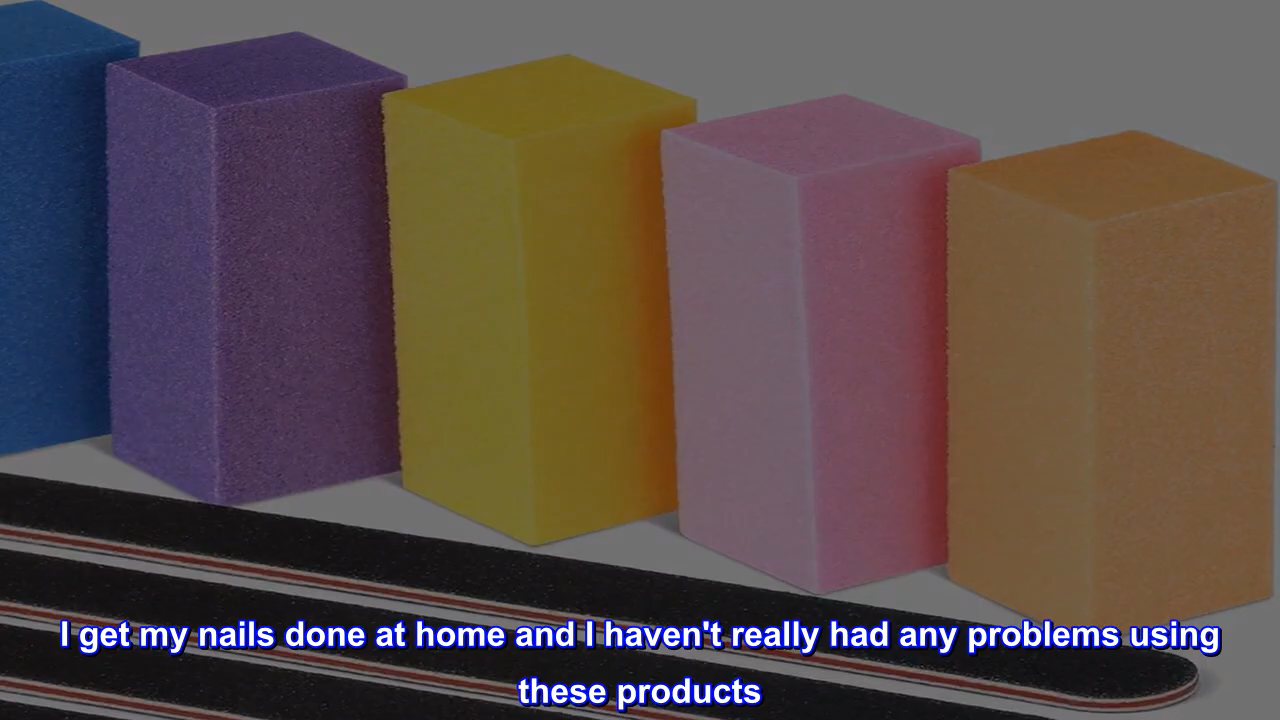 I get my nails done at home and I haven't really had any problems using
these products